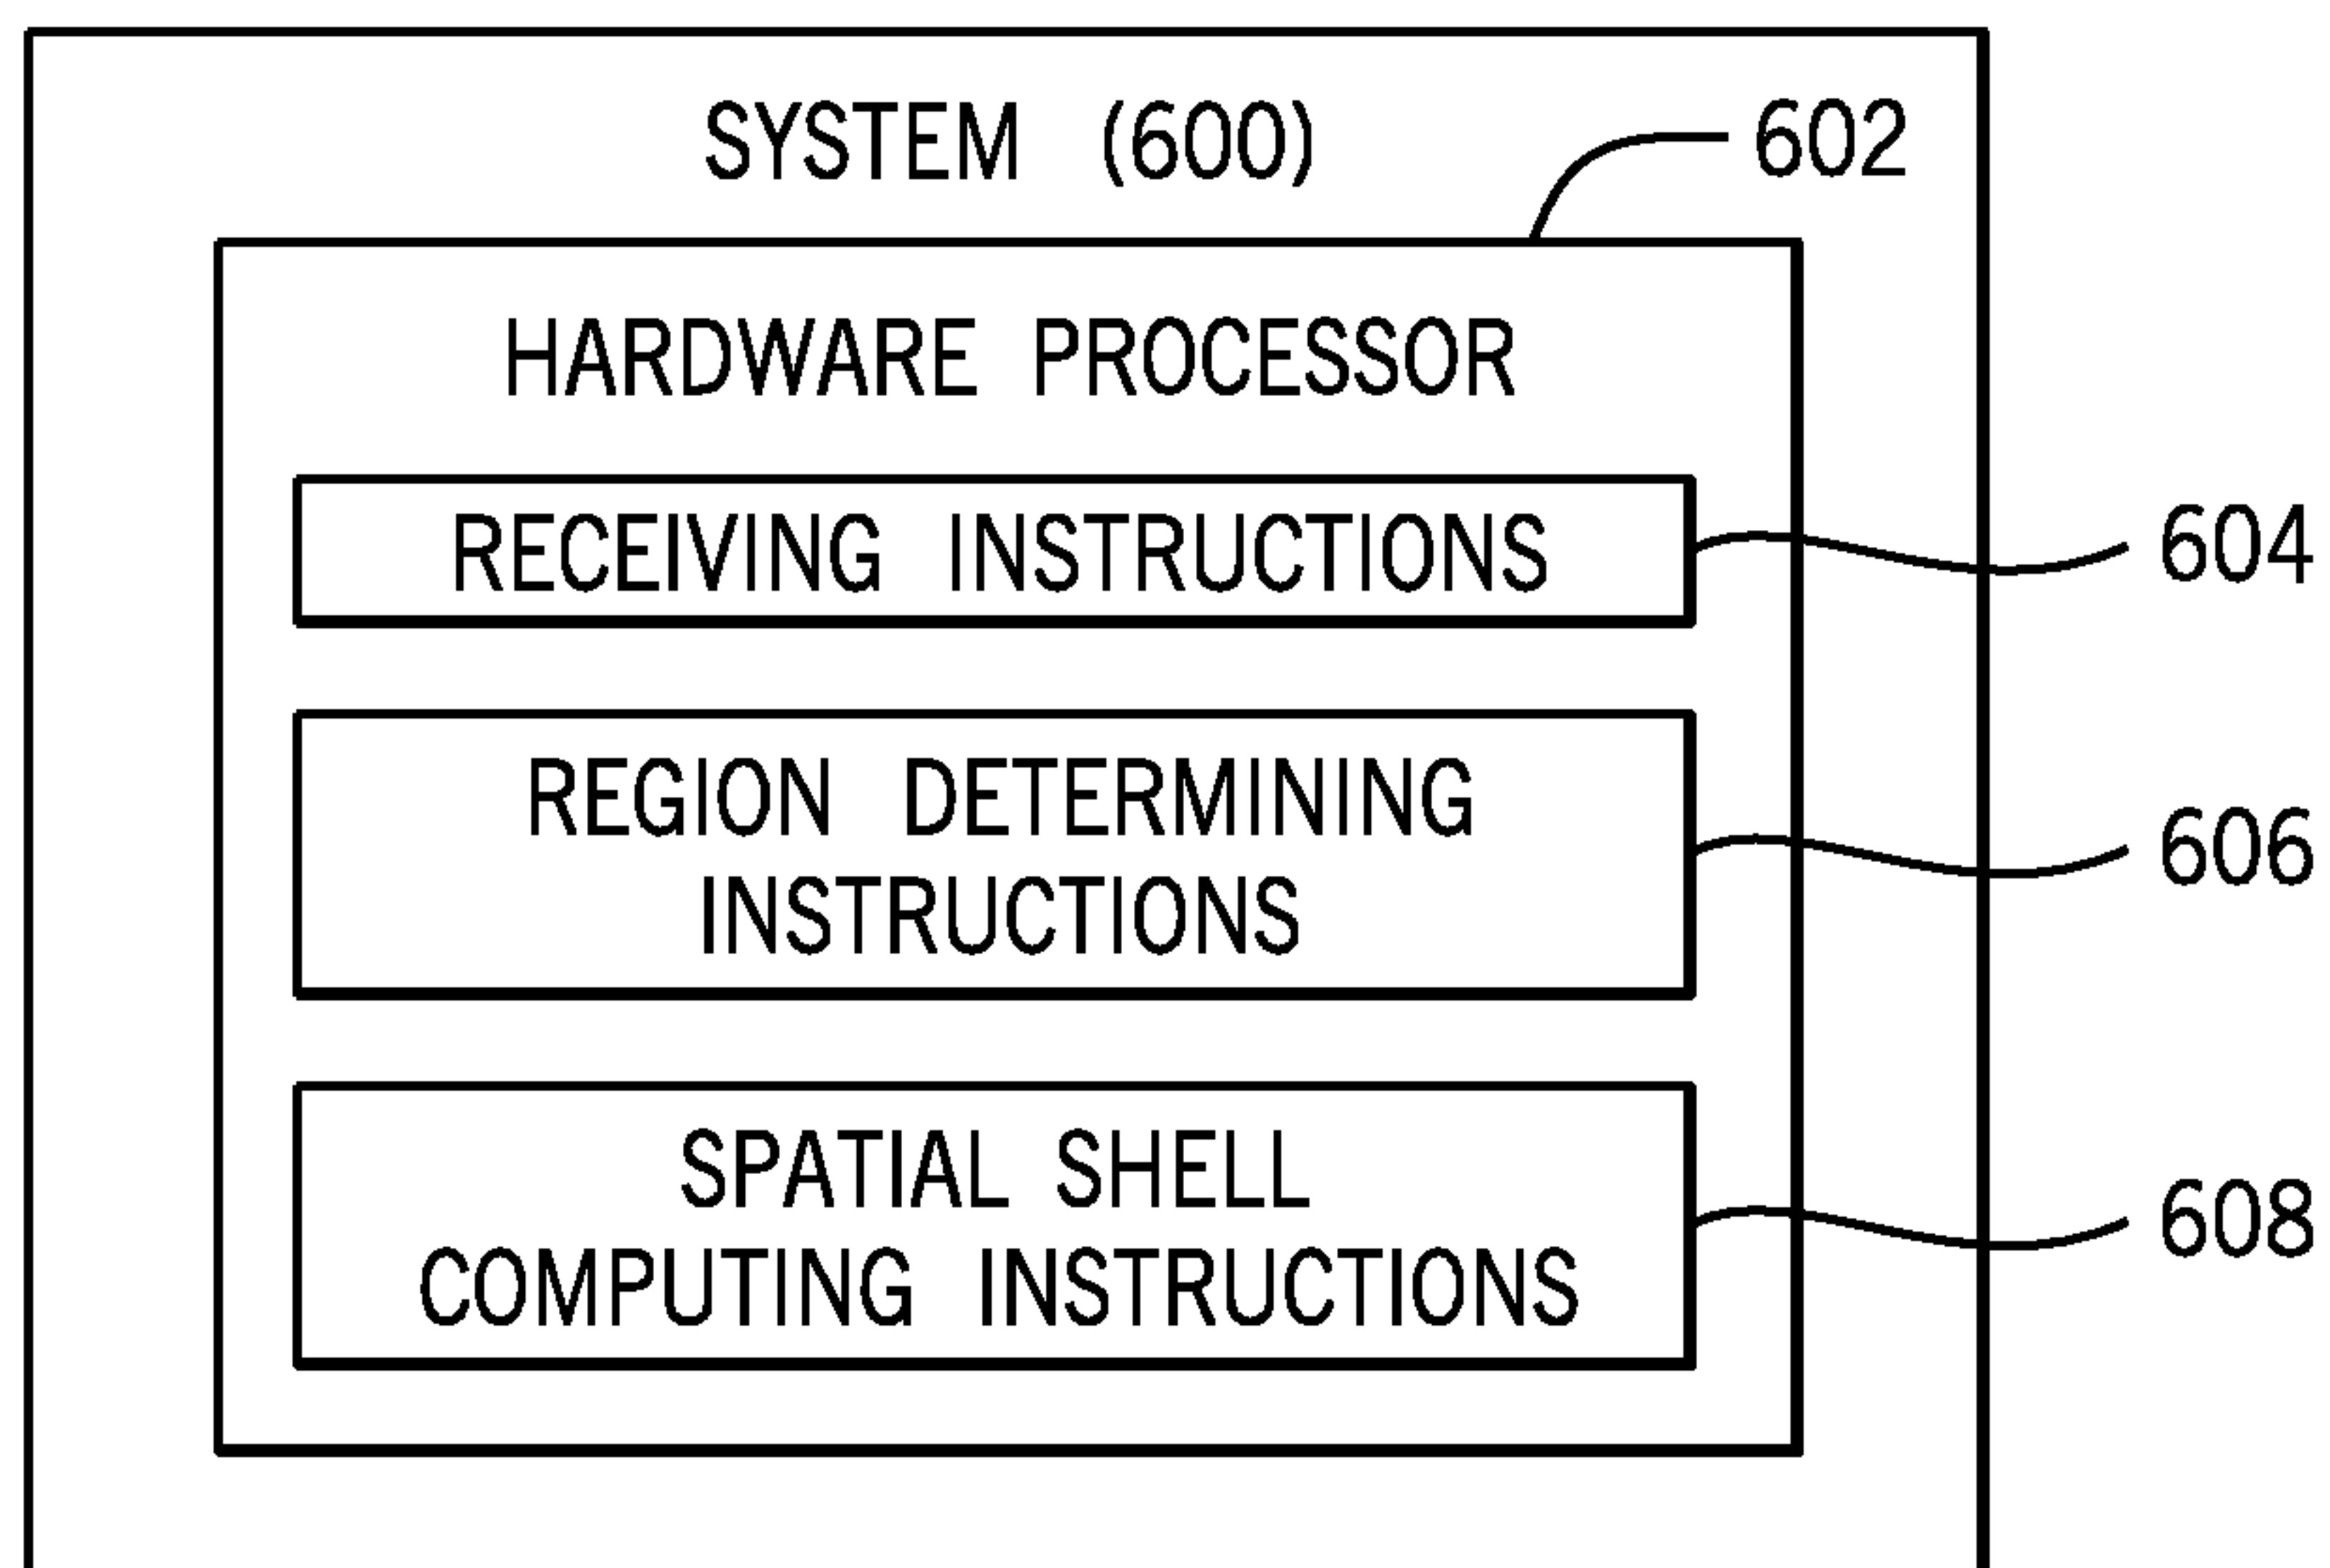 SYSTEM (600)
602
HARDWARE PROCESSOR
RECEIVING INSTRUCTIONS
604
REGION DETERMINING
INSTRUCTIONS
606
SPATIAL SHELL
COMPUTING INSTRUCTIONS
608